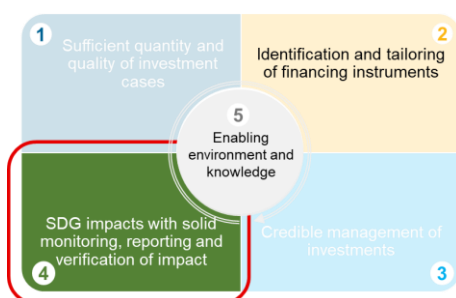 1
Sufficient quantity and
quality of investment
cases
2
Identification and tailoring
of financing instruments
5
Enabling
environment and
knowledge
SDG impacts with solid
monitoring, reporting and
verification of impact
4
Credible management of
investments
3